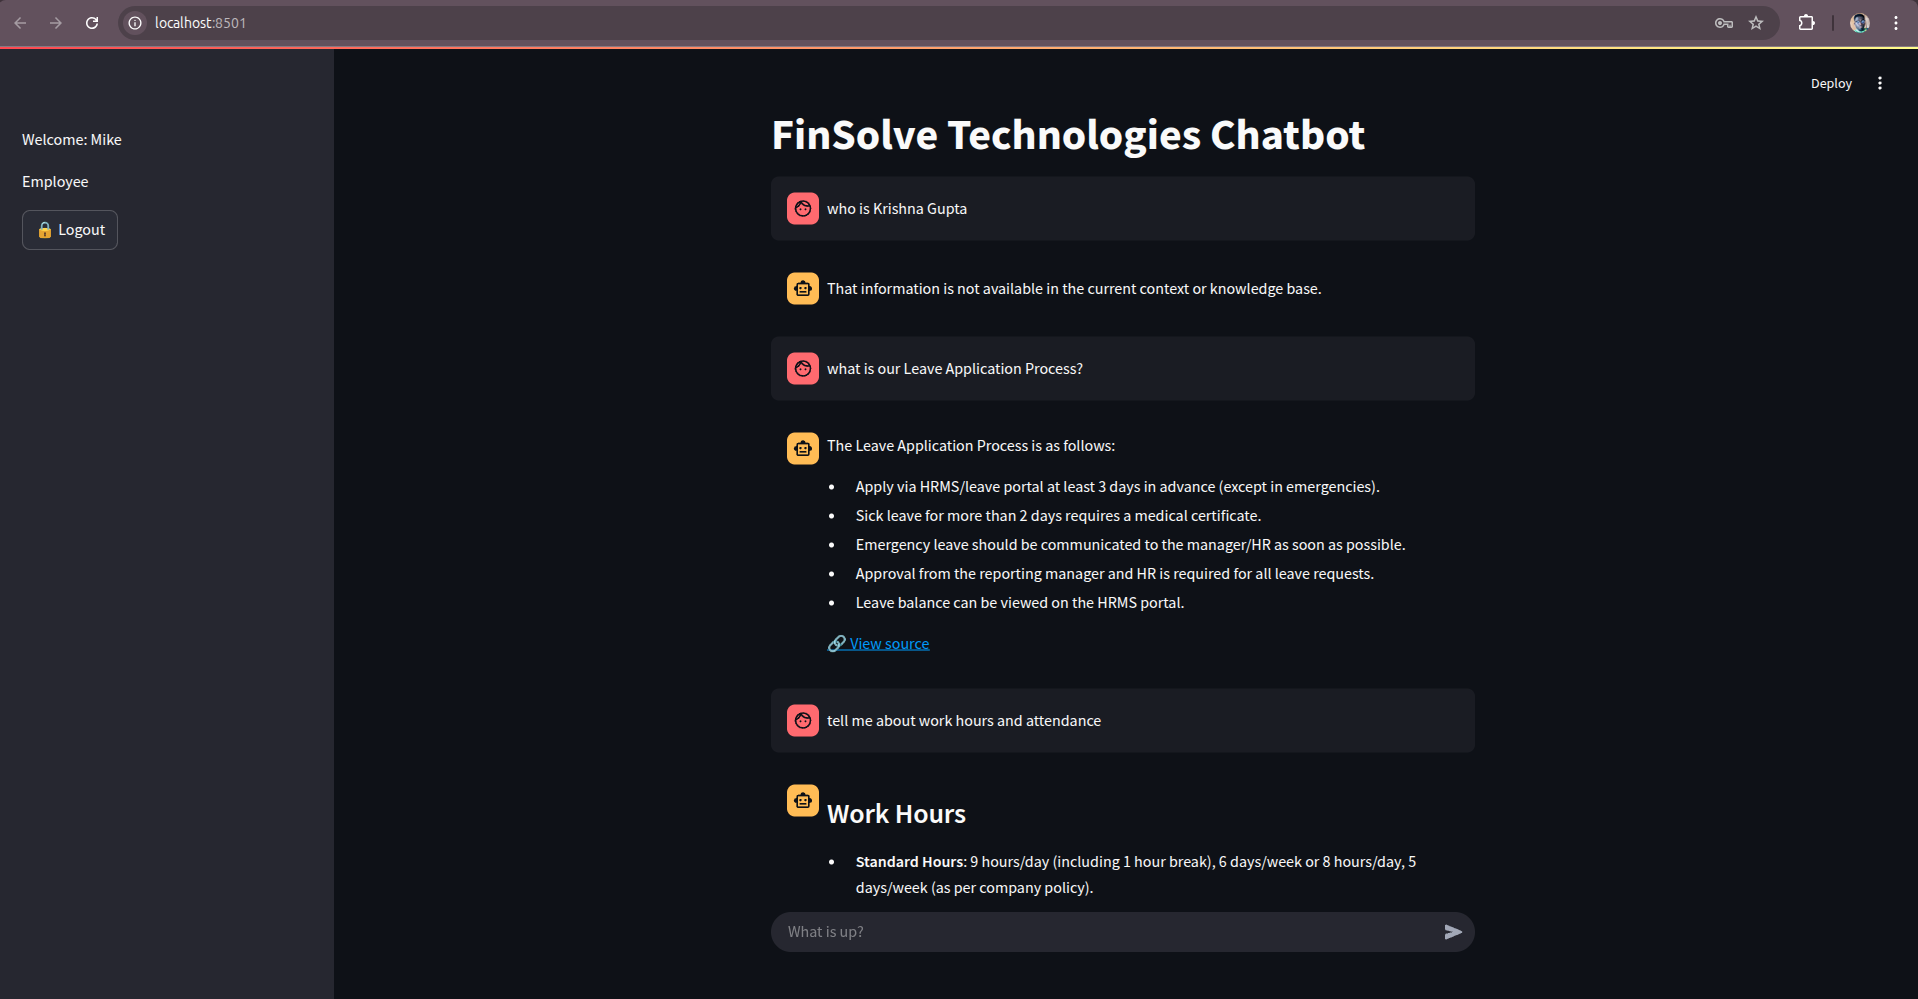 localhost:8501
Deploy
Welcome: Mike
Employee
🔒 Logout
FinSolve Technologies Chatbot
who is Krishna Gupta
That information is not available in the current context or knowledge base.
what is our Leave Application Process?
The Leave Application Process is as follows:
• Apply via HRMS/leave portal at least 3 days in advance (except in emergencies).
• Sick leave for more than 2 days requires a medical certificate.
• Emergency leave should be communicated to the manager/HR as soon as possible.
• Approval from the reporting manager and HR is required for all leave requests.
• Leave balance can be viewed on the HRMS portal.
🔗 View source
tell me about work hours and attendance
Work Hours
• Standard Hours: 9 hours/day (including 1 hour break), 6 days/week or 8 hours/day, 5
days/week (as per company policy).
What is up?